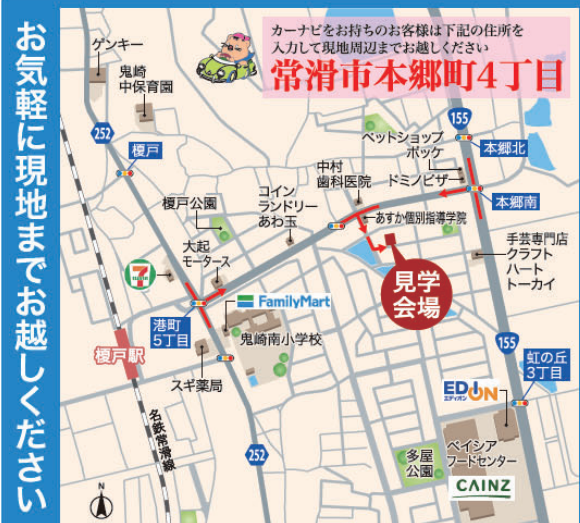 お気軽に現地までお越しください
カーナビをお持ちのお客様は下記の住所を
入力して現地周辺までお越しください
常滑市本郷町4丁目
ゲンキー
鬼崎
中保育園
252
榎戸
155
ペットショップ
ポッケ
本郷北
中村
歯科医院
ドミノピザ
本郷南
コイン
ランドリー
あわ玉
榎戸公園
あすか個別指導学院
大起
モータース
手芸専門店
クラフト
ハート
トーカイ
見学
会場
7
FamilyMart
港町
5丁目
榎戸駅
鬼崎南小学校
155
虹の丘
3丁目
スギ薬局
EDION
エディオン
名鉄常滑線
252
多屋
公園
ベイシア
フードセンター
CAINZ
N